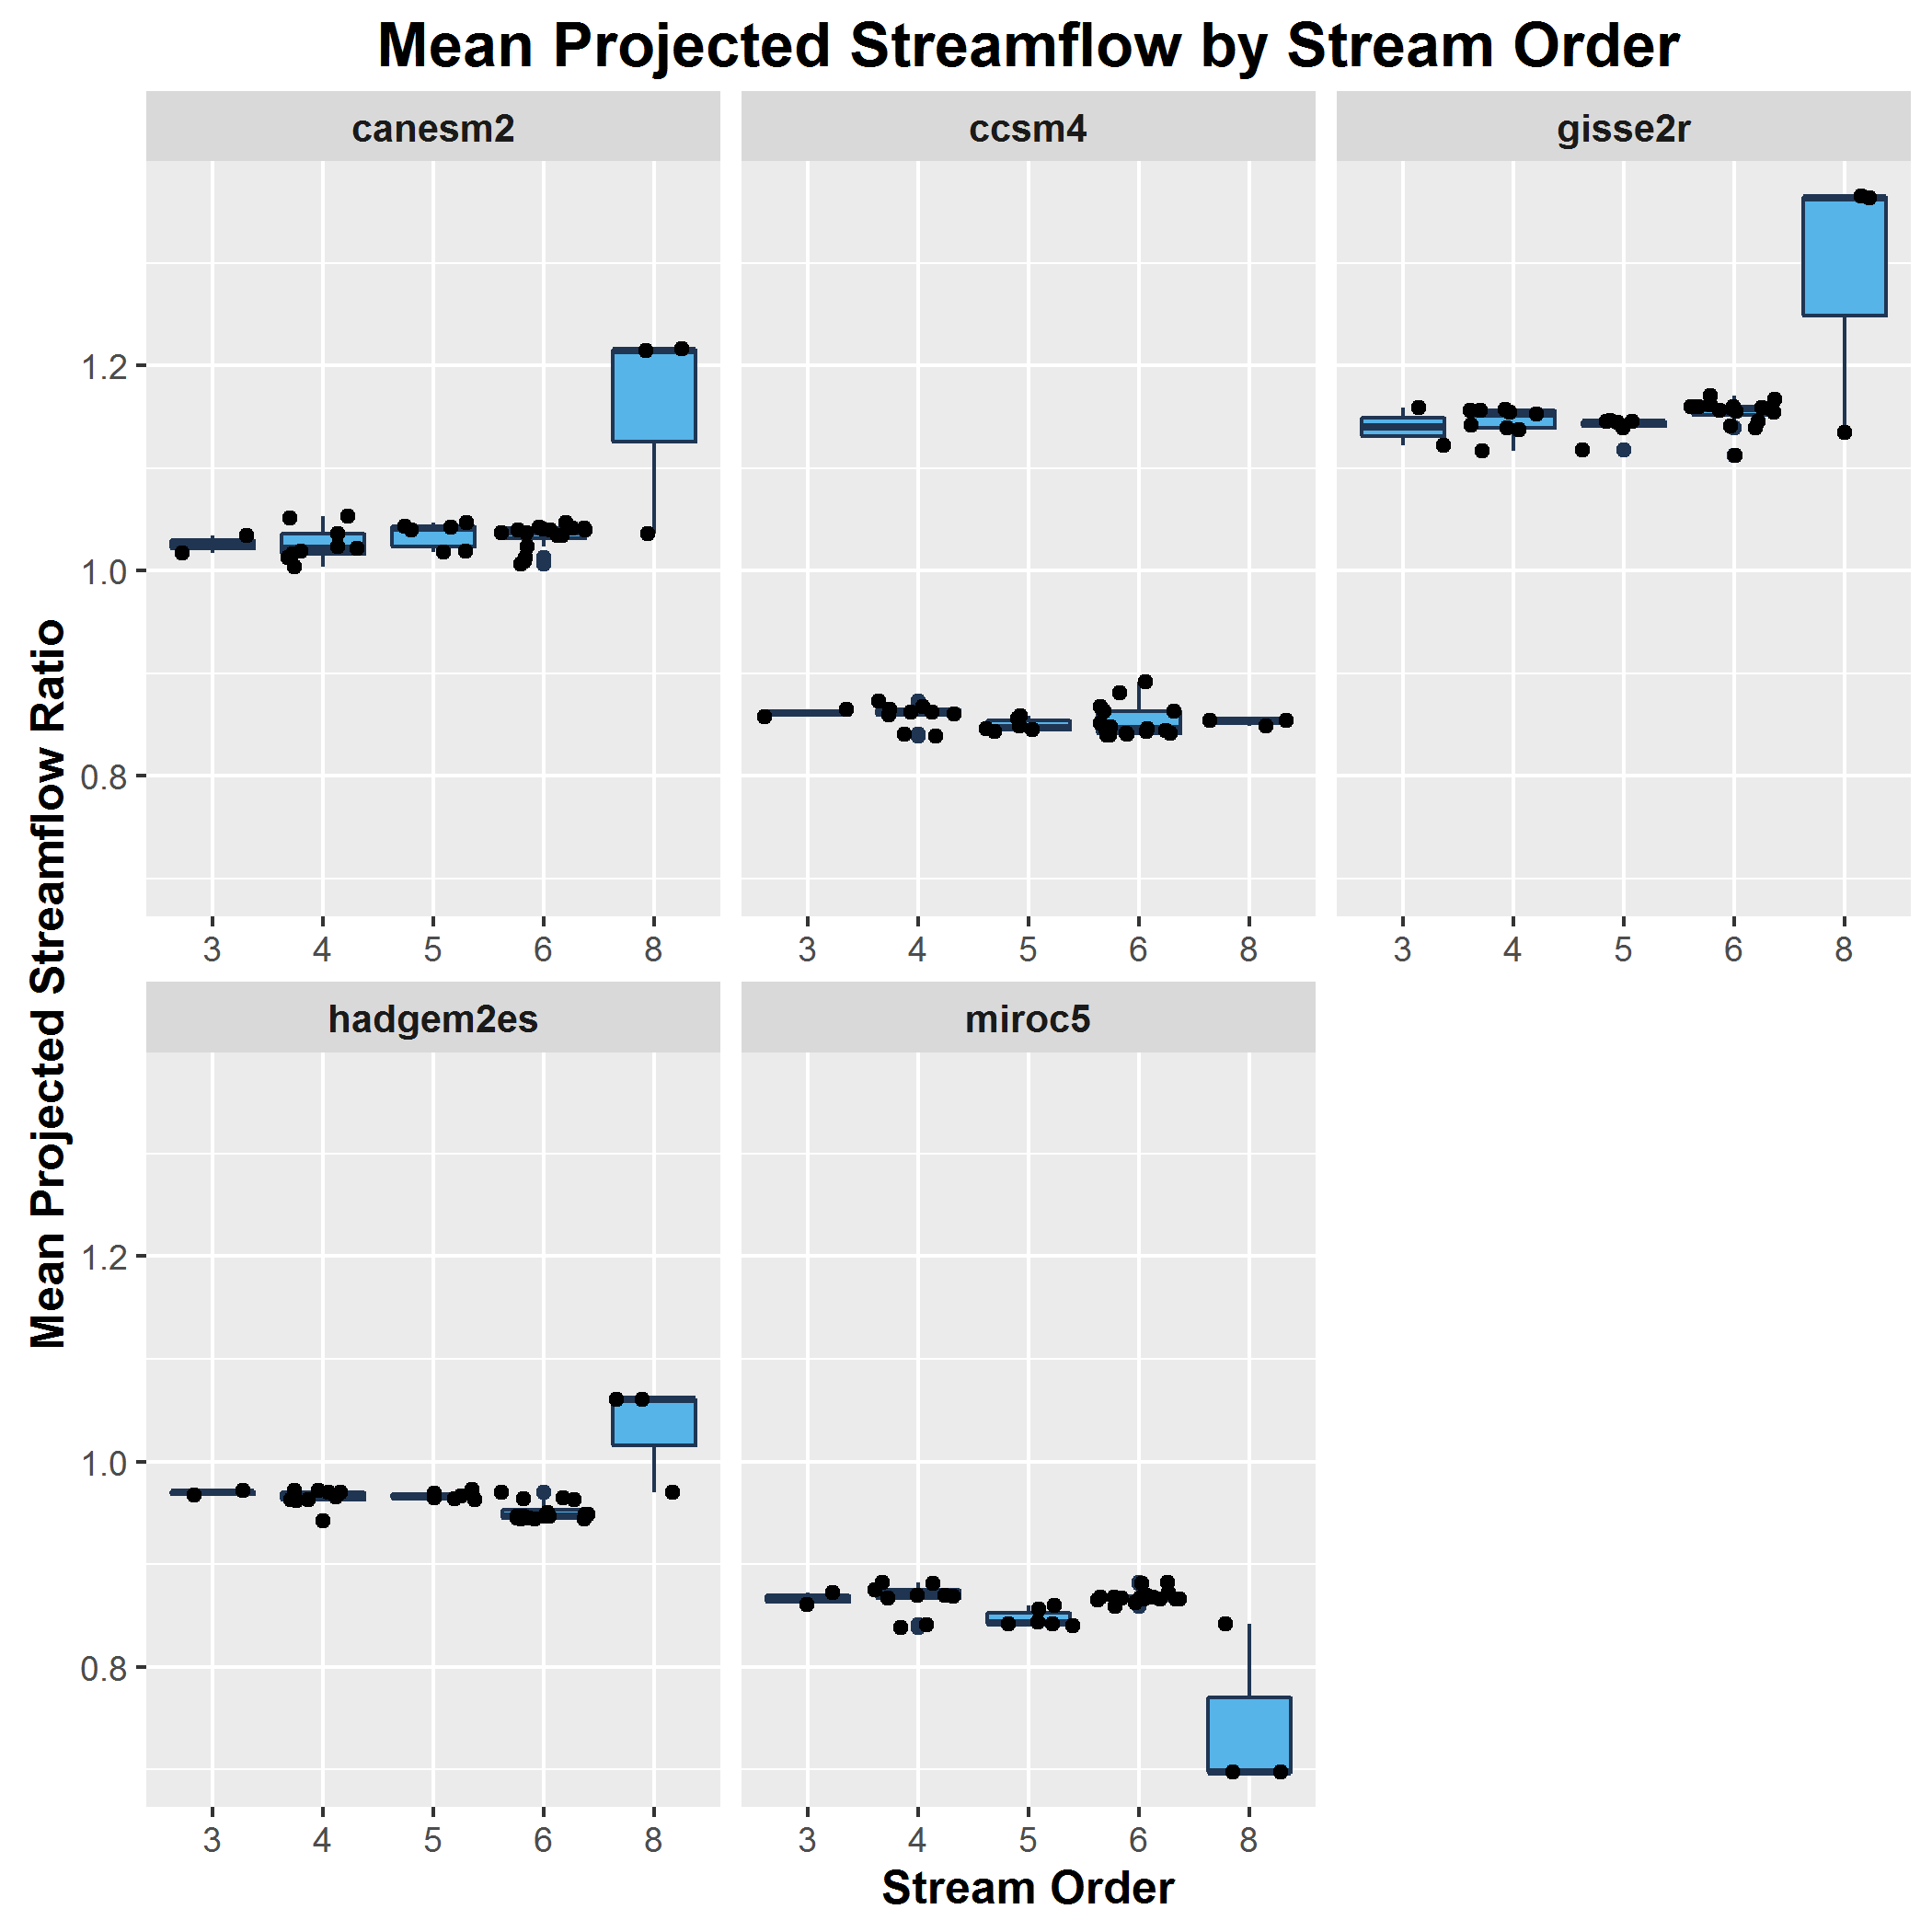 Mean Projected Streamflow by Stream Order
canesm2
ccsm4
gisse2r
1.2
1.0
0.8
3 4 5 6 8
3 4 5 6 8
3 4 5 6 8
Mean Projected Streamflow Ratio
hadgem2es
miroc5
1.2
1.0
0.8
3 4 5 6 8
3 4 5 6 8
Stream Order